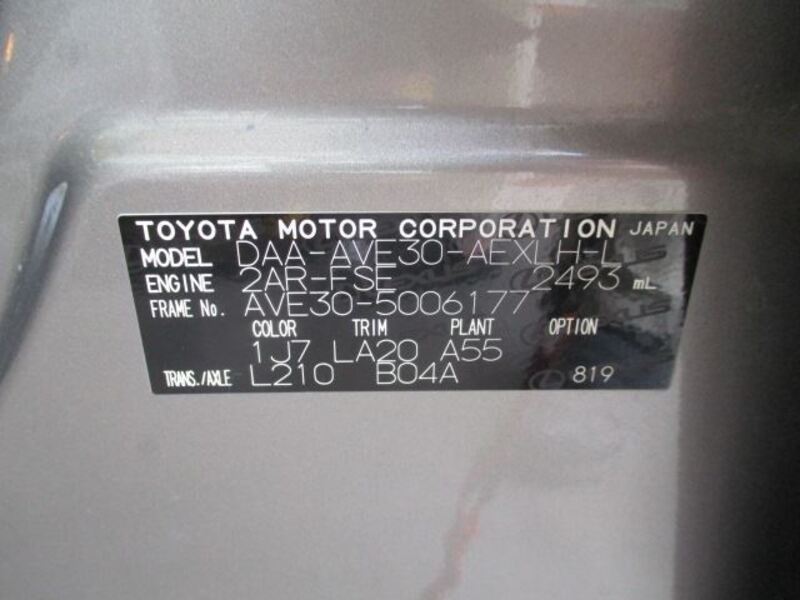 TOYOTA MOTOR CORPORATION JAPAN
MODEL DAA-AVE30-AEXLH-L
ENGINE 2AR-FSE 2493 mL
FRAME No. AVE30-5006177
COLOR TRIM PLANT OPTION
1J7 LA20 A55
TRANS./AXLE L210 B04A 819